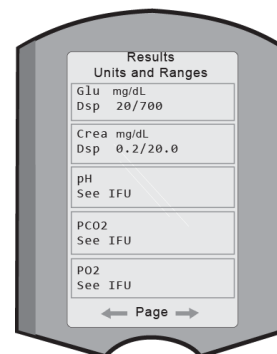 Results
Units and Ranges
Glu mg/dL
Dsp 20/700
Crea mg/dL
Dsp 0.2/20.0
pH
See IFU
PCO2
See IFU
PO2
See IFU
Page